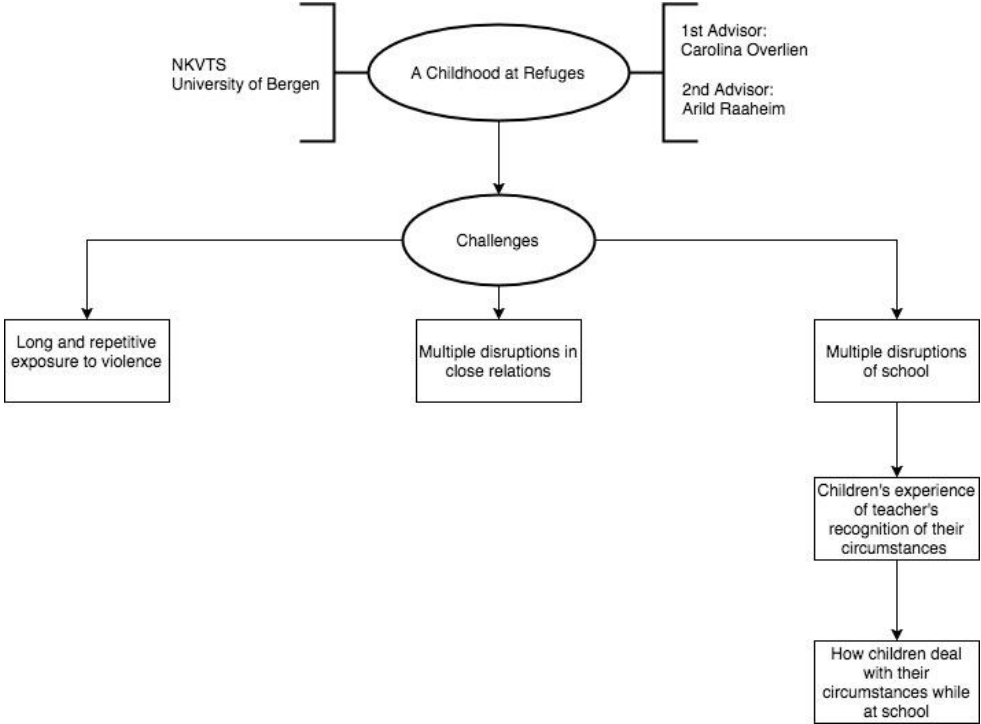 NKVTS
University of Bergen
A Childhood at Refuges
1st Advisor:
Carolina Overlien
2nd Advisor:
Arild Raaheim
Challenges
Long and repetitive
exposure to violence
Multiple disruptions in
close relations
Multiple disruptions
of school
Children's experience
of teacher's
recognition of their
circumstances
How children deal
with their
circumstances while
at school